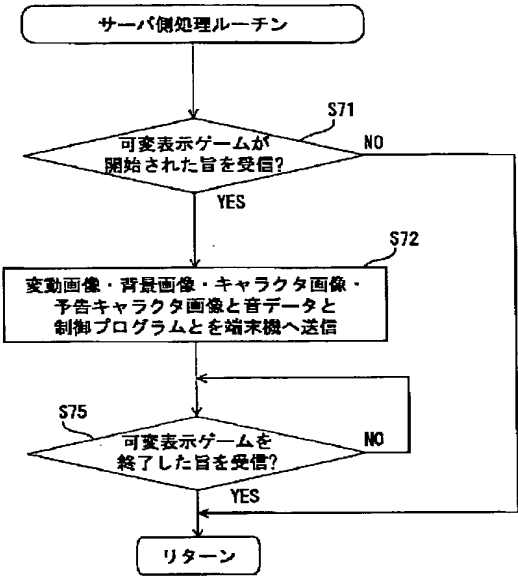 サーバ側処理ルーチン
S71
可変表示ゲームが
開始された旨を受信?
NO
YES
S72
変動画像・背景画像・キャラクタ画像・
予告キャラクタ画像と音データと
制御プログラムとを端末機へ送信
S75
可変表示ゲームを
終了した旨を受信?
NO
YES
リターン